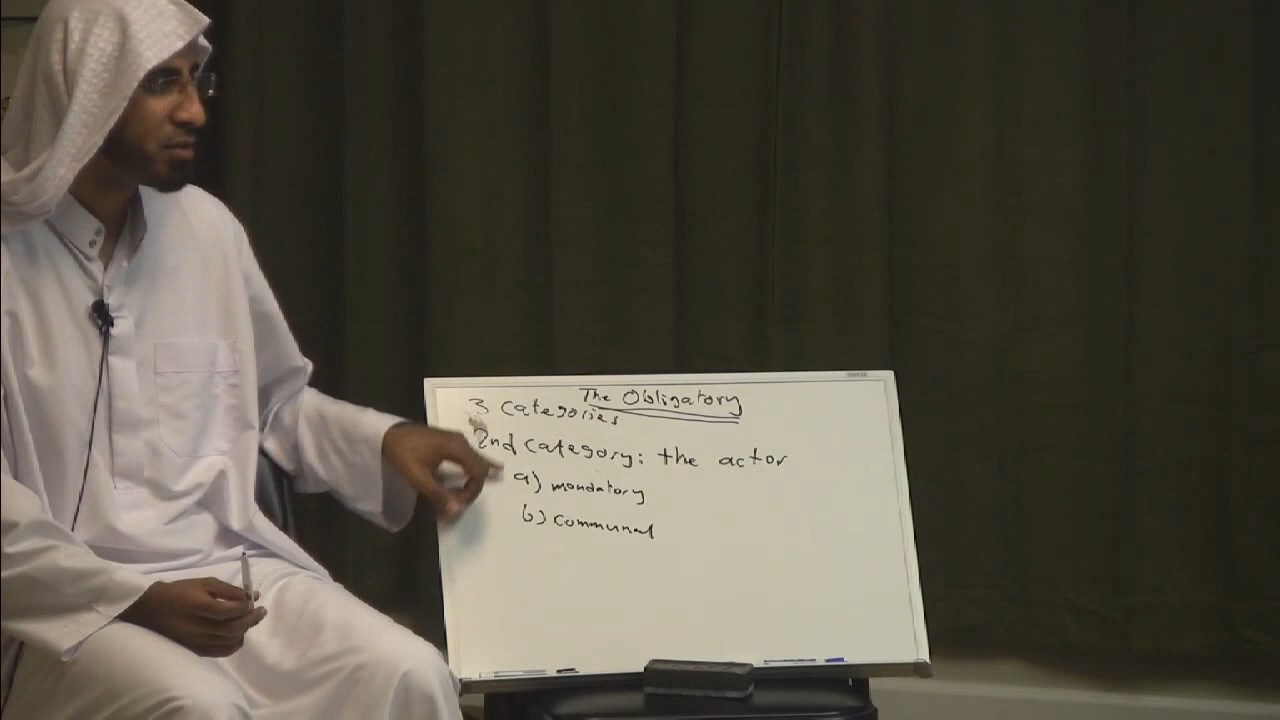 The Obligatory
3 categories
2nd category: the actor
a) mandatory
b) communal